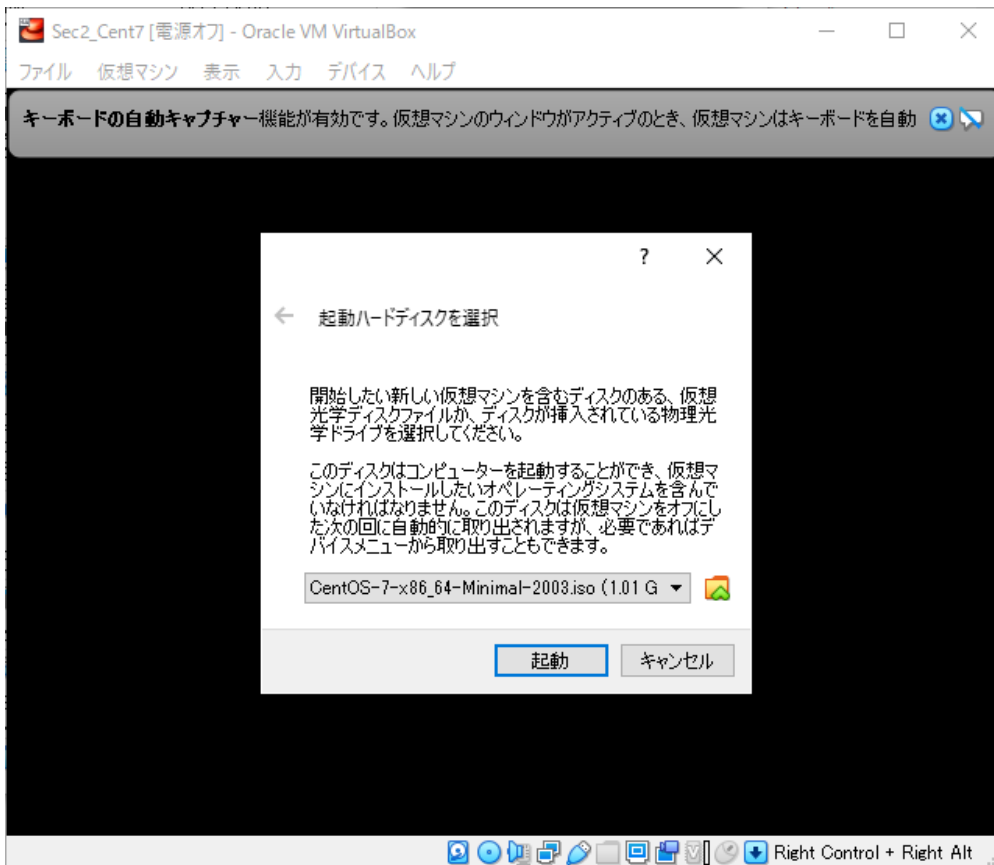 Sec2_Cent7 [電源オフ] - Oracle VM VirtualBox
ファイル 仮想マシン 表示 入力 デバイス ヘルプ
キーボードの自動キャプチャー機能が有効です。仮想マシンのウィンドウがアクティブのとき、仮想マシンはキーボードを自動
?
起動ハードディスクを選択
開始したい新しい仮想マシンを含むディスクのある、仮想
光学ディスクファイルか、ディスクが挿入されている物理光
学ドライブを選択してください。
このディスクはコンピューターを起動することができ、仮想マ
シンにインストールしたいオペレーティングシステムを含んで
いなければなりません。このディスクは仮想マシンをオフにし
た次の回に自動的に取り出されますが、必要であればデ
バイスメニューから取り出すこともできます。
CentOS-7-x86_64-Minimal-2003.iso (1.01 G
起動 キャンセル
Right Control + Right Alt